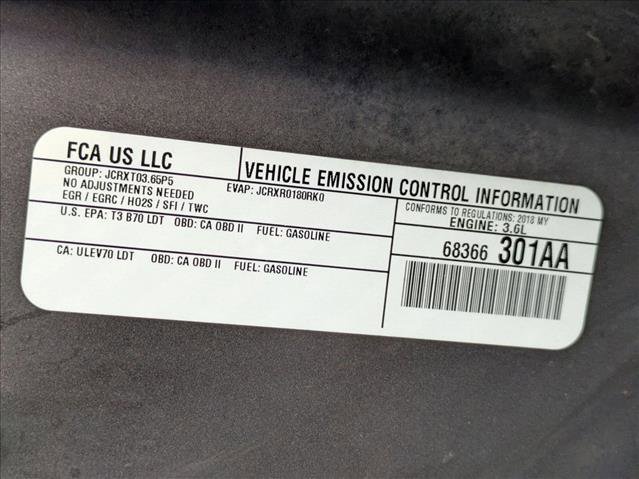 FCA US LLC
VEHICLE EMISSION CONTROL INFORMATION
GROUP: JCRXT03.65P5
EVAP: JCRXR0180RK0
NO ADJUSTMENTS NEEDED
EGR / EGRC / HO2S / SFI / TWC
CONFORMS TO REGULATIONS: 2018 MY
ENGINE: 3.6L
U.S. EPA: T3 B70 LDT OBD: CA OBD II FUEL: GASOLINE
CA: ULEV70 LDT OBD: CA OBD II FUEL: GASOLINE
68366 301AA